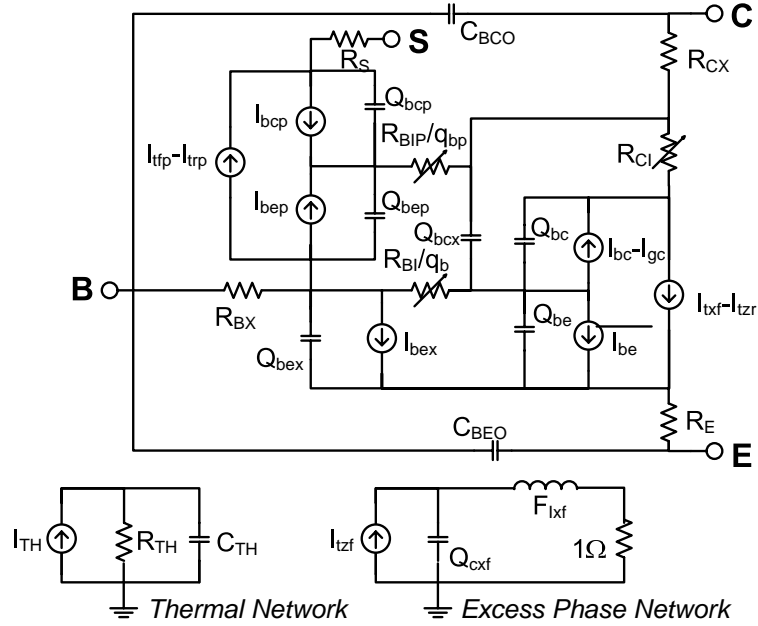 C
C_BCO
S
R_S
R_CX
Q_bcp
I_bcp
R_BIP/q_bp
I_tfp-I_trp
R_CI
I_bep
Q_bep
Q_bcx
Q_bc
I_bc-I_gc
R_BI/q_b
B
I_txf-I_tzr
R_BX
Q_be
I_be
Q_bex
I_bex
R_E
C_BEO
E
I_TH
R_TH
C_TH
I_tzf
Q_cxf
F_lxf
1Ω
Thermal Network
Excess Phase Network